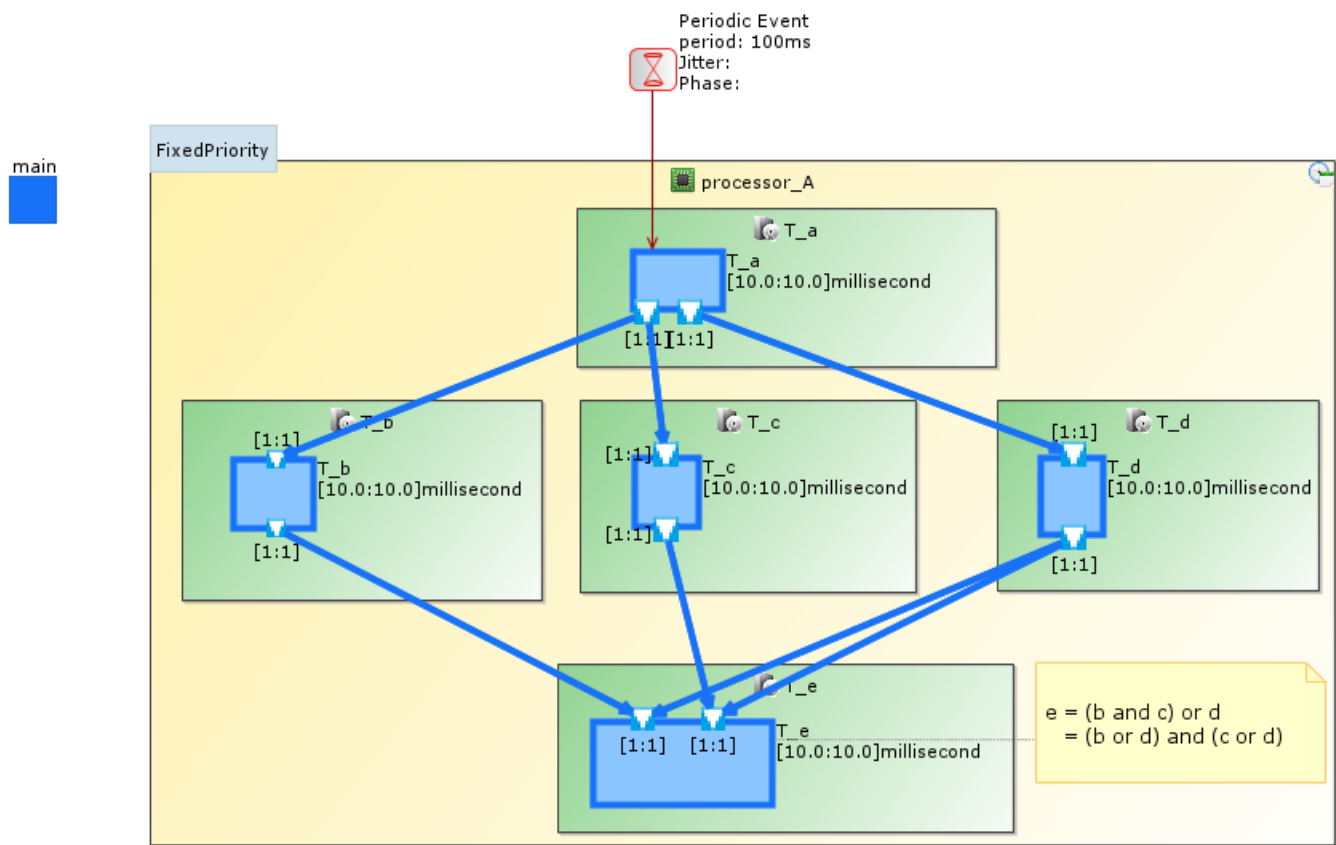 Periodic Event
period: 100ms
Jitter:
Phase:
FixedPriority
main
processor_A
T_a
T_a
[10.0:10.0]millisecond
[1:1] [1:1]
T_b
[1:1]
T_b
[10.0:10.0]millisecond
[1:1]
T_c
[1:1]
T_c
[10.0:10.0]millisecond
[1:1]
T_d
[1:1]
T_d
[10.0:10.0]millisecond
[1:1]
T_e
T_e
[1:1] [1:1]
[10.0:10.0]millisecond
e = (b and c) or d
= (b or d) and (c or d)